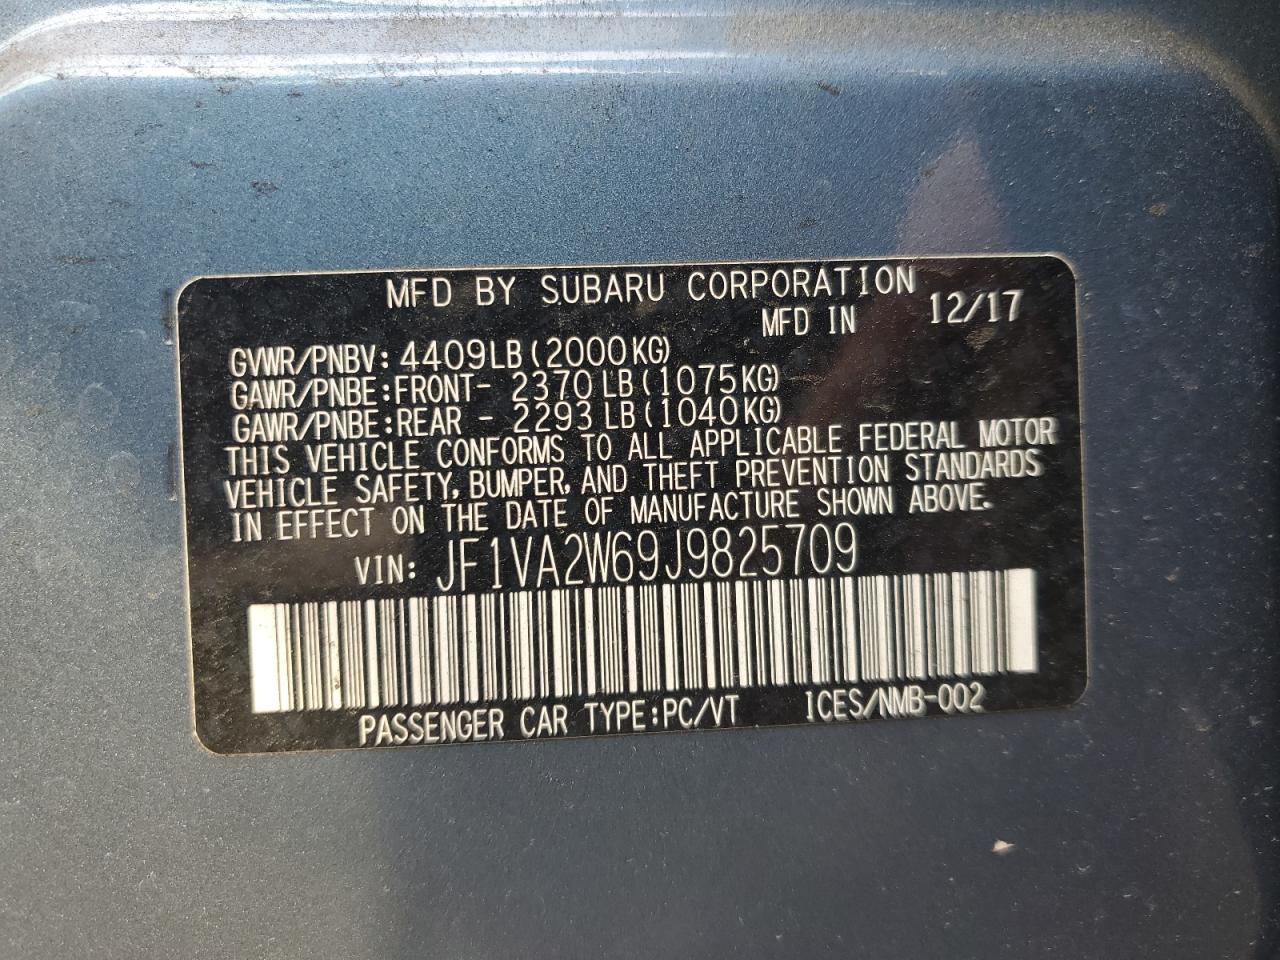 MFD BY SUBARU CORPORATION
MFD IN 12/17
GVWR/PNBV: 4409LB (2000KG)
GAWR/PNBE:FRONT- 2370LB (1075KG)
GAWR/PNBE:REAR - 2293LB (1040KG)
THIS VEHICLE CONFORMS TO ALL APPLICABLE FEDERAL MOTOR
VEHICLE SAFETY, BUMPER, AND THEFT PREVENTION STANDARDS
IN EFFECT ON THE DATE OF MANUFACTURE SHOWN ABOVE.
VIN: JF1VA2W69J9825709
PASSENGER CAR TYPE:PC/VT ICES/NMB-002